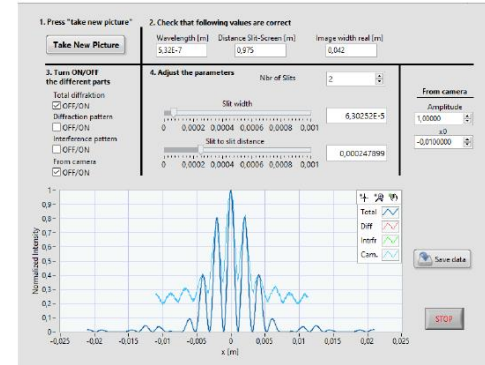 1. Press "take new picture"
Take New Picture
2. Check that following values are correct
Wavelength [m] Distance Slit-Screen [m] Image width real [m]
5,32E-7 0,975 0,042
3. Turn ON/OFF
the different parts
Total diffraktion
OFF/ON
Diffraction pattern
OFF/ON
Interference pattern
OFF/ON
From camera
OFF/ON
4. Adjust the parameters
Nbr of Slits 2
Slit width
0 0,0002 0,0004 0,0006 0,0008 0,001
6,30252E-5
Slit to slit distance
0 0,0002 0,0004 0,0006 0,0008 0,001
0,000247899
From camera
Amplitude
1,00000
x0
-0,0100000
Normalized Intensity
1
0,9
0,8
0,7
0,6
0,5
0,4
0,3
0,2
0,1
0
-0,025 -0,02 -0,015 -0,01 -0,005 0 0,005 0,01 0,015 0,02 0,025
x [m]
Total
Diff
Intrfr
Cam.
Save data
STOP